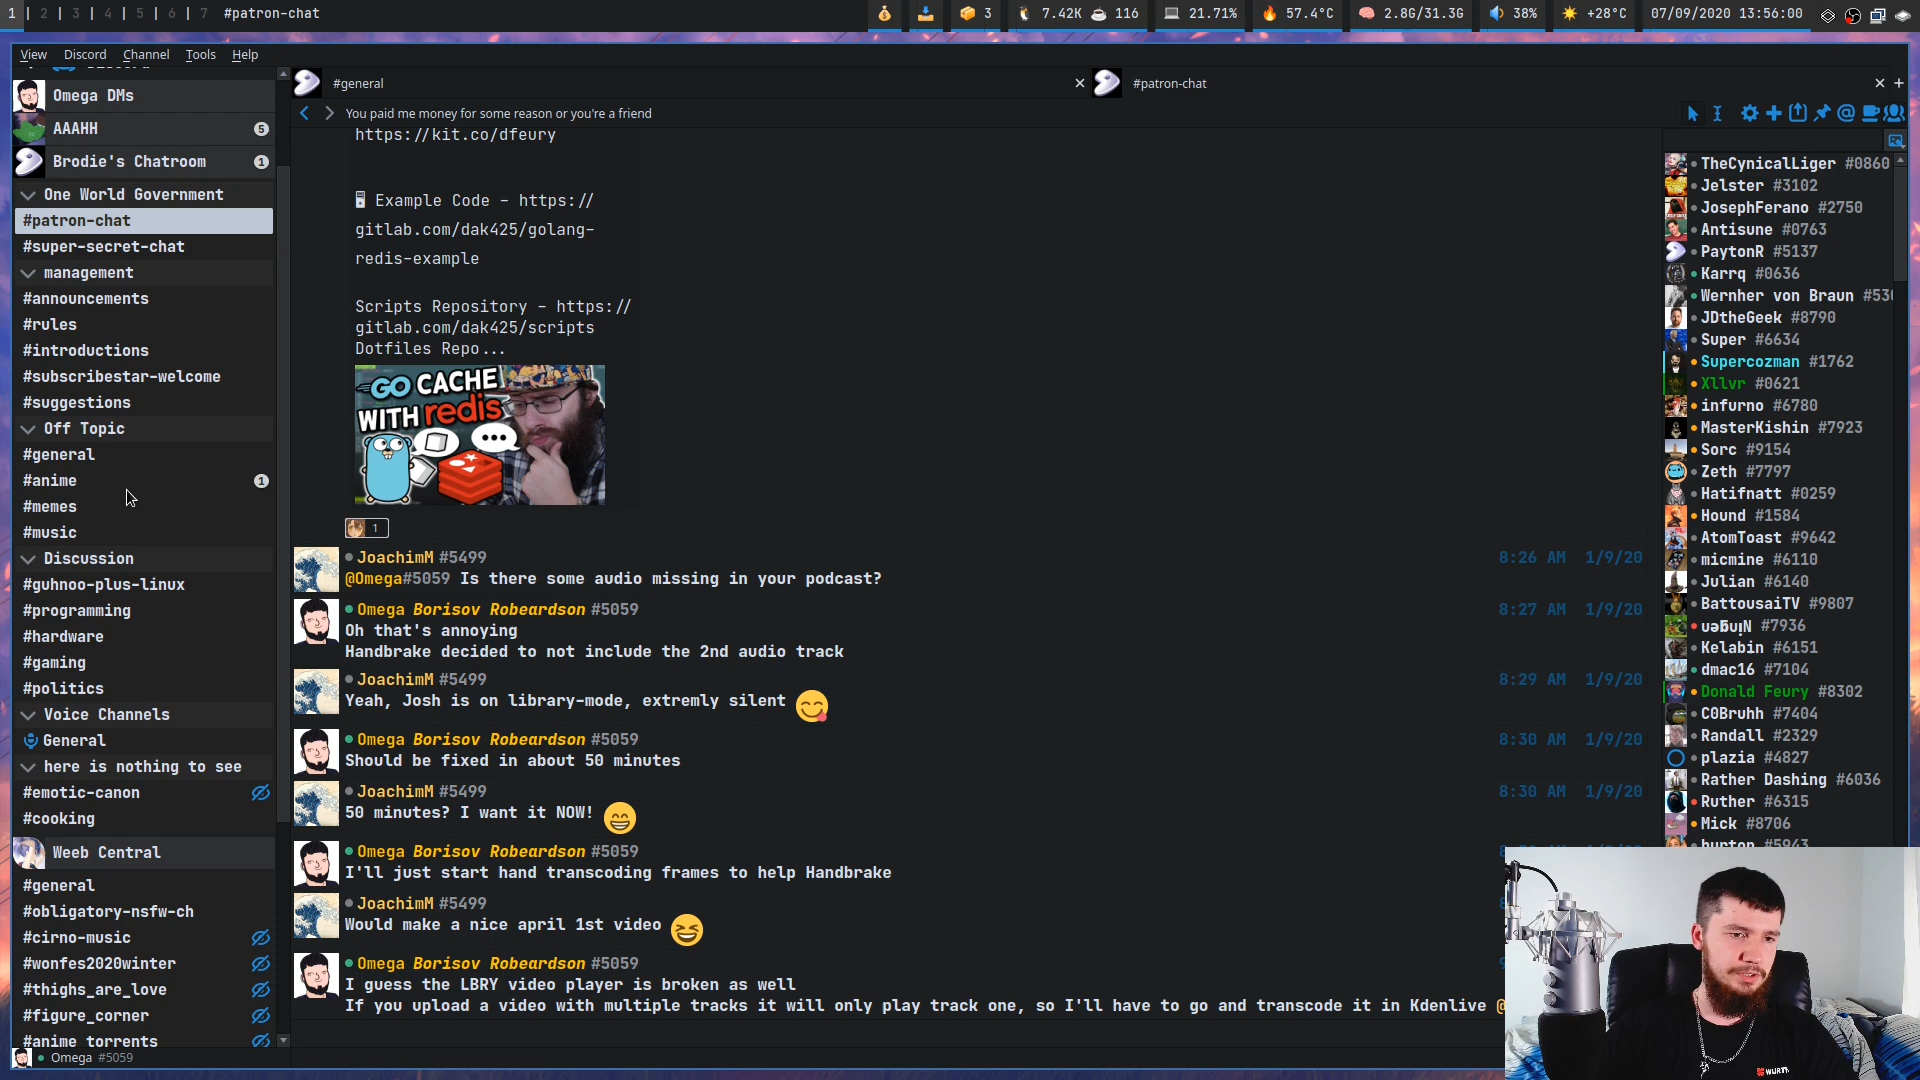 1 | 2 | 3 | 4 | 5 | 6 | 7 #patron-chat
3 7.42K 116 21.71% 57.4°C 2.8G/31.3G 38% +28°C 07/09/2020 13:56:00
View Discord Channel Tools Help
Omega DMs
AAAHH 5
Brodie's Chatroom 1
One World Government
#patron-chat
#super-secret-chat
management
#announcements
#rules
#introductions
#subscribestar-welcome
#suggestions
Off Topic
#general
#anime 1
#memes
#music
Discussion
#guhnoo-plus-linux
#programming
#hardware
#gaming
#politics
Voice Channels
General
here is nothing to see
#emotic-canon
#cooking
Weeb Central
#general
#obligatory-nsfw-ch
#cirno-music
#wonfes2020winter
#thighs_are_love
#figure_corner
#anime torrents
Omega #5059
#general
#patron-chat
You paid me money for some reason or you're a friend
https://kit.co/dfeury
Example Code - https://
gitlab.com/dak425/golang-
redis-example
Scripts Repository - https://
gitlab.com/dak425/scripts
Dotfiles Repo...
GO CACHE
WITH redis
1
JoachimM #5499 8:26 AM 1/9/20
@Omega#5059 Is there some audio missing in your podcast?
Omega Borisov Robeardson #5059 8:27 AM 1/9/20
Oh that's annoying
Handbrake decided to not include the 2nd audio track
JoachimM #5499 8:29 AM 1/9/20
Yeah, Josh is on library-mode, extremly silent 😋
Omega Borisov Robeardson #5059 8:30 AM 1/9/20
Should be fixed in about 50 minutes
JoachimM #5499 8:30 AM 1/9/20
50 minutes? I want it NOW! 😁
Omega Borisov Robeardson #5059
I'll just start hand transcoding frames to help Handbrake
JoachimM #5499
Would make a nice april 1st video 😆
Omega Borisov Robeardson #5059
I guess the LBRY video player is broken as well
If you upload a video with multiple tracks it will only play track one, so I'll have to go and transcode it in Kdenlive @
TheCynicalLiger #0860
Jelster #3102
JosephFerano #2750
Antisune #0763
PaytonR #5137
Karrq #0636
Wernher von Braun #530
JDtheGeek #8790
Super #6634
Supercozman #1762
Xllvr #0621
infurno #6780
MasterKishin #7923
Sorc #9154
Zeth #7797
Hatifnatt #0259
Hound #1584
AtomToast #9642
micmine #6110
Julian #6140
BattousaiTV #9807
#7936
Kelabin #6151
dmac16 #7104
Donald Feury #8302
C0Bruhh #7404
Randall #2329
plazia #4827
Rather Dashing #6036
Ruther #6315
Mick #8706
burton #5943
WÜRTH